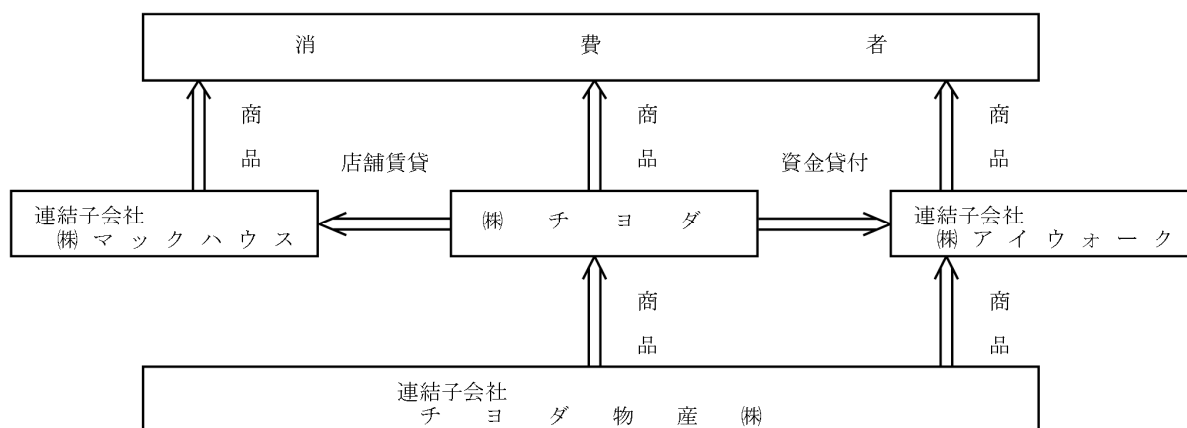 消費者
商品
商品
商品
店舗賃貸
資金貸付
連結子会社
㈱マックハウス
㈱チヨダ
連結子会社
㈱アイウォーク
商品
商品
連結子会社
チヨダ物産㈱